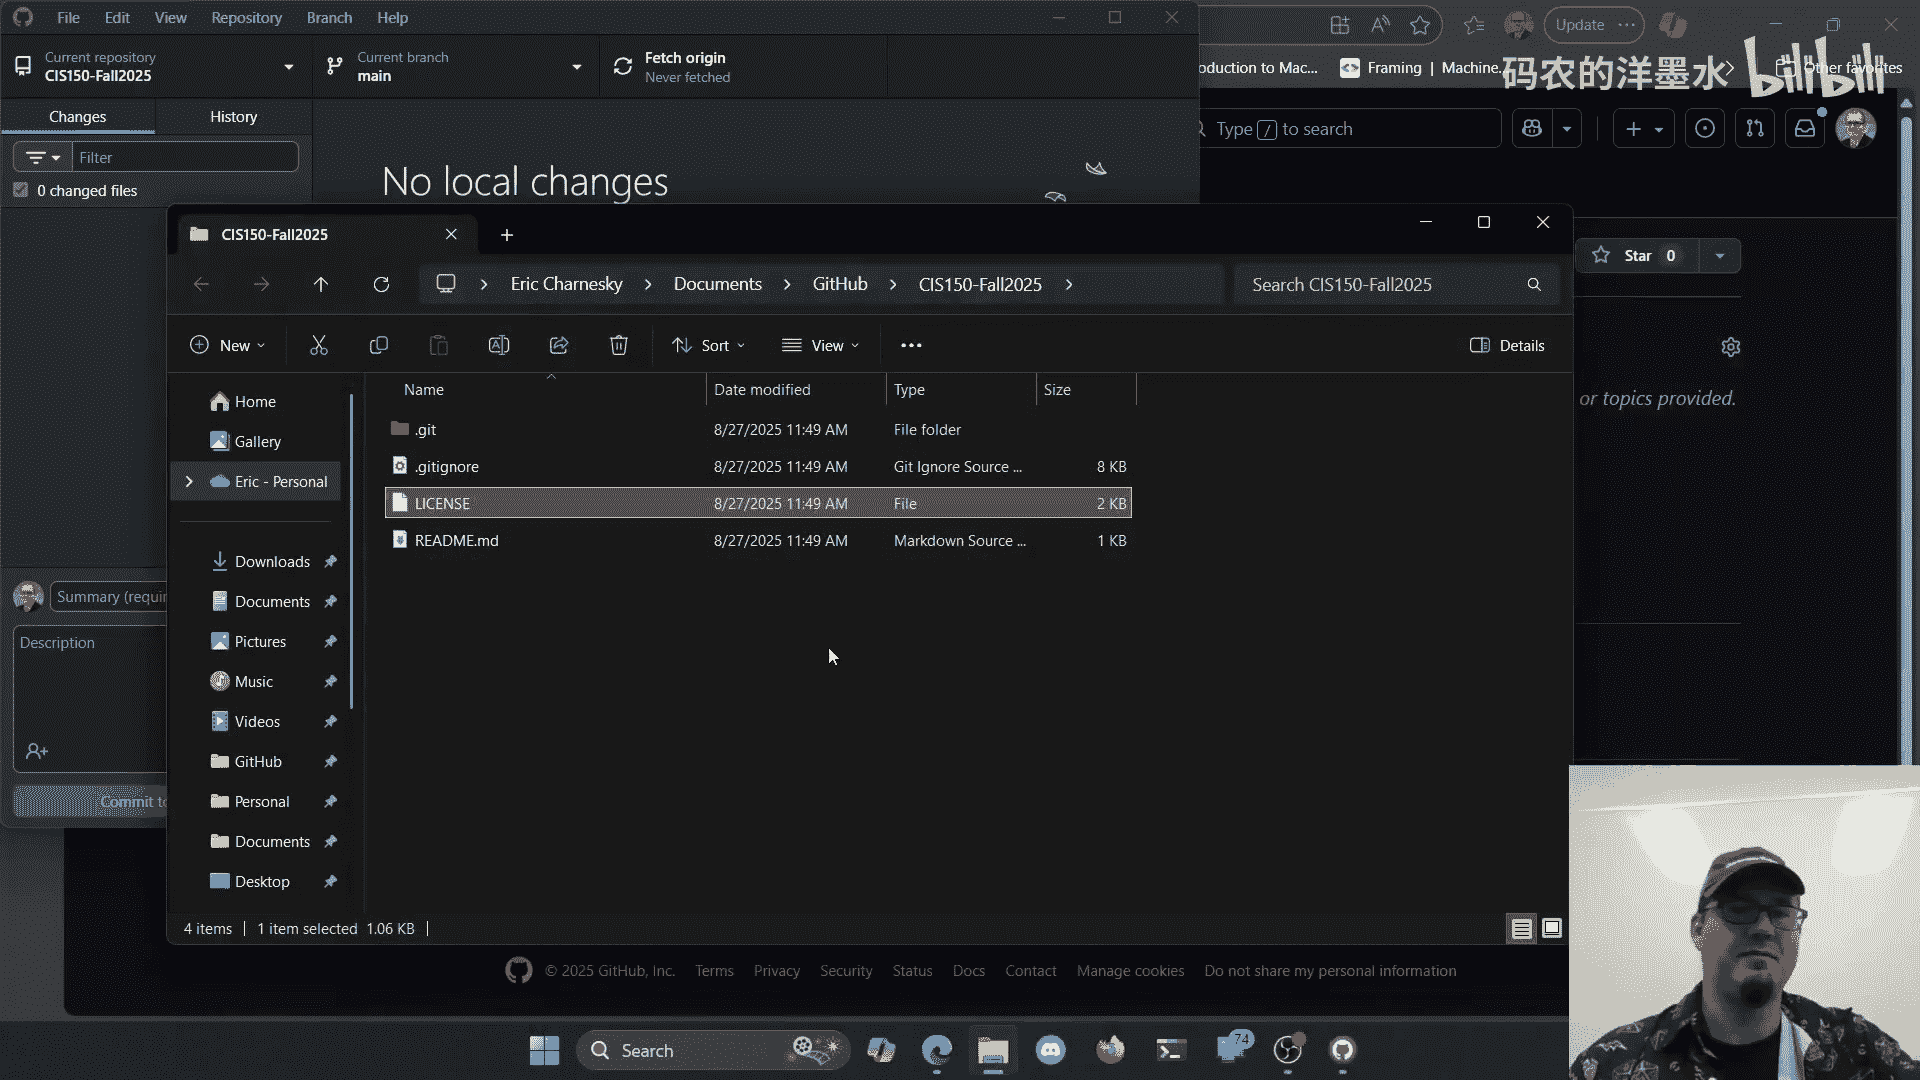 File Edit View Repository Branch Help
Update
Current repository
CIS150-Fall2025
Current branch
main
Fetch origin
Never fetched
oduction to Mac...
Framing | Machine...
Other favorites
码农的洋墨水
bilibili
Changes
History
Type / to search
Filter
0 changed files
No local changes
CIS150-Fall2025
Star 0
Eric Charnesky > Documents > GitHub > CIS150-Fall2025 >
Search CIS150-Fall2025
New
Sort
View
Details
or topics provided.
Name Date modified Type Size
.git 8/27/2025 11:49 AM File folder
.gitignore 8/27/2025 11:49 AM Git Ignore Source ... 8 KB
LICENSE 8/27/2025 11:49 AM File 2 KB
README.md 8/27/2025 11:49 AM Markdown Source ... 1 KB
Home
Gallery
Eric - Personal
Downloads
Documents
Pictures
Music
Videos
GitHub
Personal
Documents
Desktop
Summary (requir
Description
Commit to
4 items 1 item selected 1.06 KB
© 2025 GitHub, Inc. Terms Privacy Security Status Docs Contact Manage cookies Do not share my personal information
Search
74